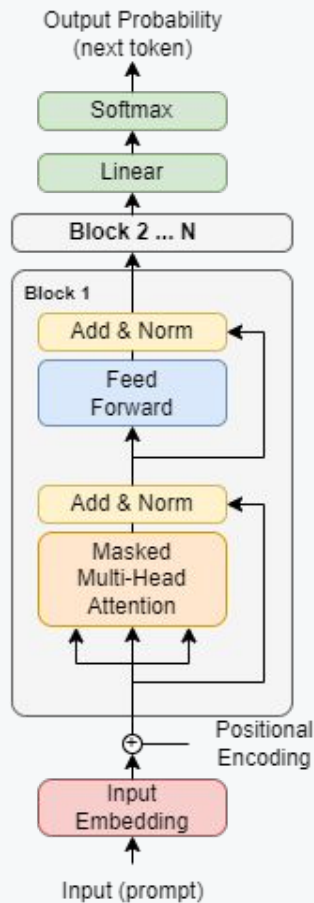 Output Probability
(next token)
Softmax
Linear
Block 2 ... N
Block 1
Add & Norm
Feed
Forward
Add & Norm
Masked
Multi-Head
Attention
Positional
Encoding
Input
Embedding
Input (prompt)